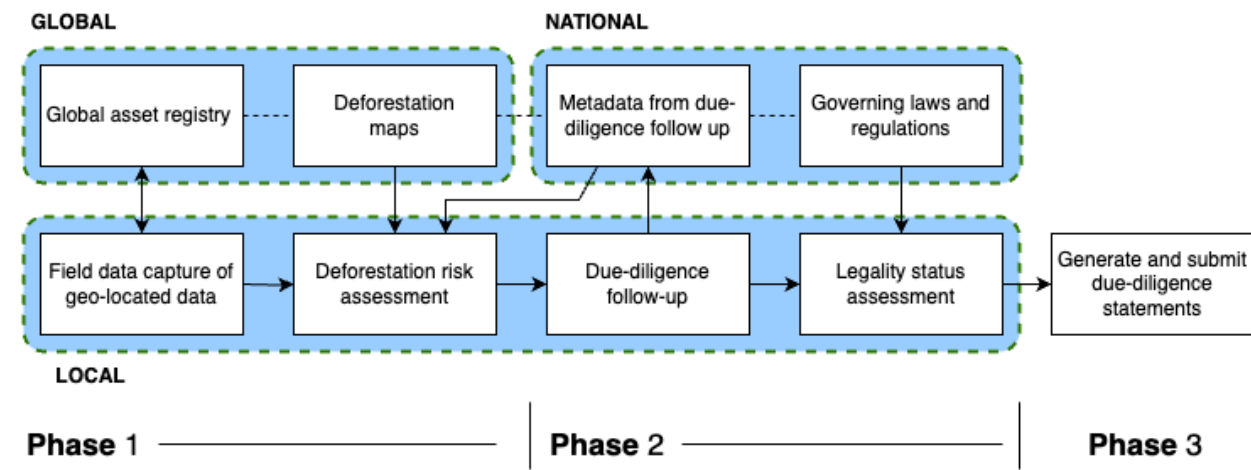 GLOBAL
NATIONAL
Global asset registry
Deforestation
maps
Metadata from due-
diligence follow up
Governing laws and
regulations
Field data capture of
geo-located data
Deforestation risk
assessment
Due-diligence
follow-up
Legality status
assessment
Generate and submit
due-diligence
statements
LOCAL
Phase 1
Phase 2
Phase 3